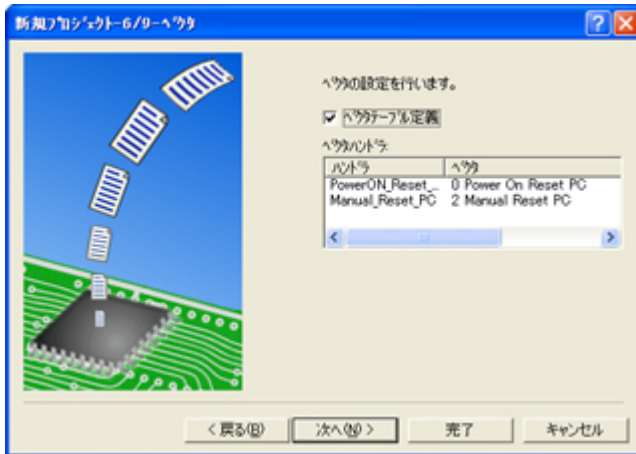 新規ﾌﾟﾛｼﾞｪｸﾄ-6/9-ﾍﾞｸﾀ
ﾍﾞｸﾀの設定を行います。
ﾍﾞｸﾀﾃｰﾌﾞﾙ定義
ﾍﾞｸﾀﾊﾝﾄﾞﾗ:
ﾊﾝﾄﾞﾗ ﾍﾞｸﾀ
PowerON_Reset_... 0 Power On Reset PC
Manual_Reset_PC 2 Manual Reset PC
< 戻る(B) 次へ(N) > 完了 キャンセル